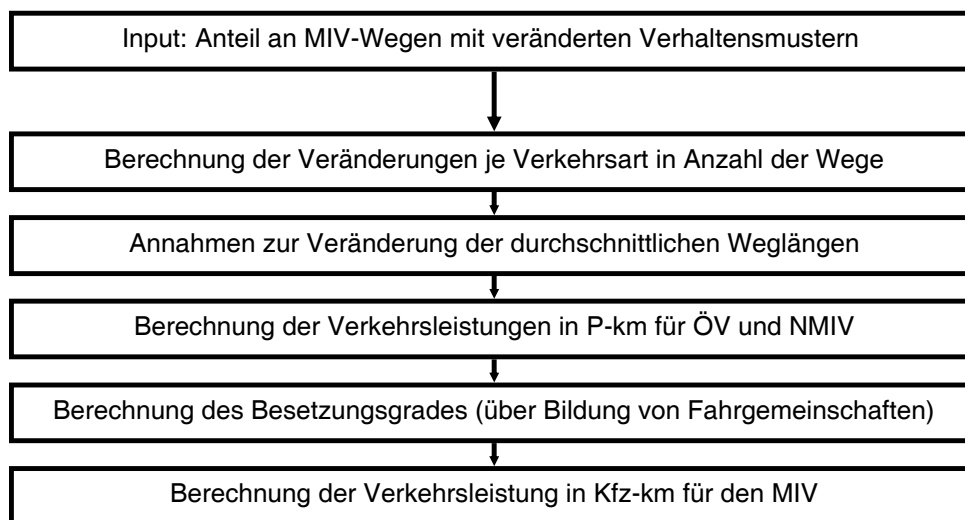 Input: Anteil an MIV-Wegen mit veränderten Verhaltensmustern
Berechnung der Veränderungen je Verkehrsart in Anzahl der Wege
Annahmen zur Veränderung der durchschnittlichen Weglängen
Berechnung der Verkehrsleistungen in P-km für ÖV und NMIV
Berechnung des Besetzungsgrades (über Bildung von Fahrgemeinschaften)
Berechnung der Verkehrsleistung in Kfz-km für den MIV